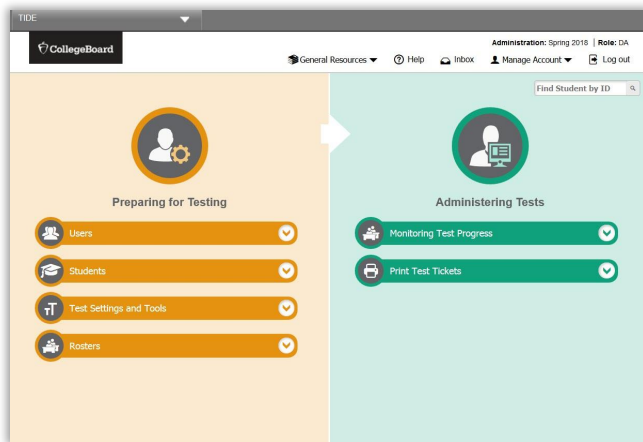 TIDE
CollegeBoard
Administration: Spring 2018 | Role: DA
General Resources Help Inbox Manage Account Log out
Find Student by ID
Preparing for Testing
Users
Students
Test Settings and Tools
Rosters
Administering Tests
Monitoring Test Progress
Print Test Tickets